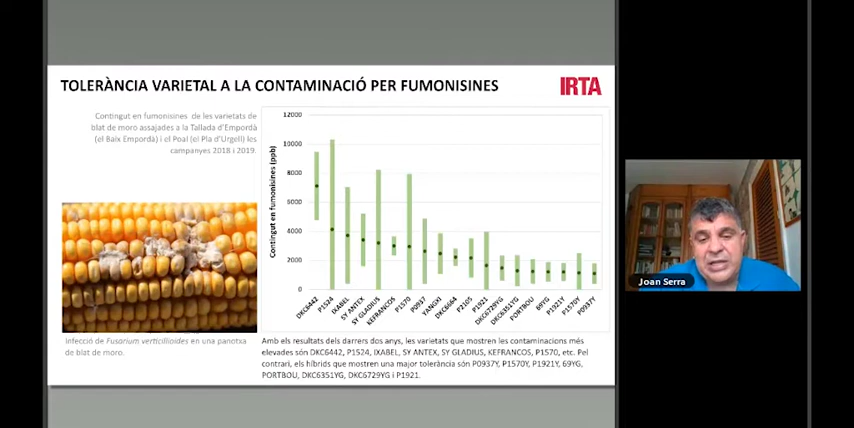 TOLERÀNCIA VARIETAL A LA CONTAMINACIÓ PER FUMONISINES
IRTA
Contingut en fumonisines de les varietats de
blat de moro assajades a la Tallada d'Empordà
(el Baix Empordà) i el Poal (el Pla d'Urgell) les
campanyes 2018 i 2019.
Contingut en fumonisines (ppb)
12000
10000
8000
6000
4000
2000
0
DKC6442
P1524
IXABEL
SY ANTEX
SY GLADIUS
KEFRANCOS
P1570
P0937
YANGXI
DKC6664
P2105
P1921
DKC6729YG
DKC6351YG
PORTBOU
69YG
P1921Y
P1570Y
P0937Y
Infecció de Fusarium verticillioides en una panotxa
de blat de moro.
Amb els resultats dels darrers dos anys, les varietats que mostren les contaminacions més
elevades són DKC6442, P1524, IXABEL, SY ANTEX, SY GLADIUS, KEFRANCOS, P1570, etc. Pel
contrari, els híbrids que mostren una major tolerància són P0937Y, P1570Y, P1921Y, 69YG,
PORTBOU, DKC6351YG, DKC6729YG i P1921.
Joan Serra